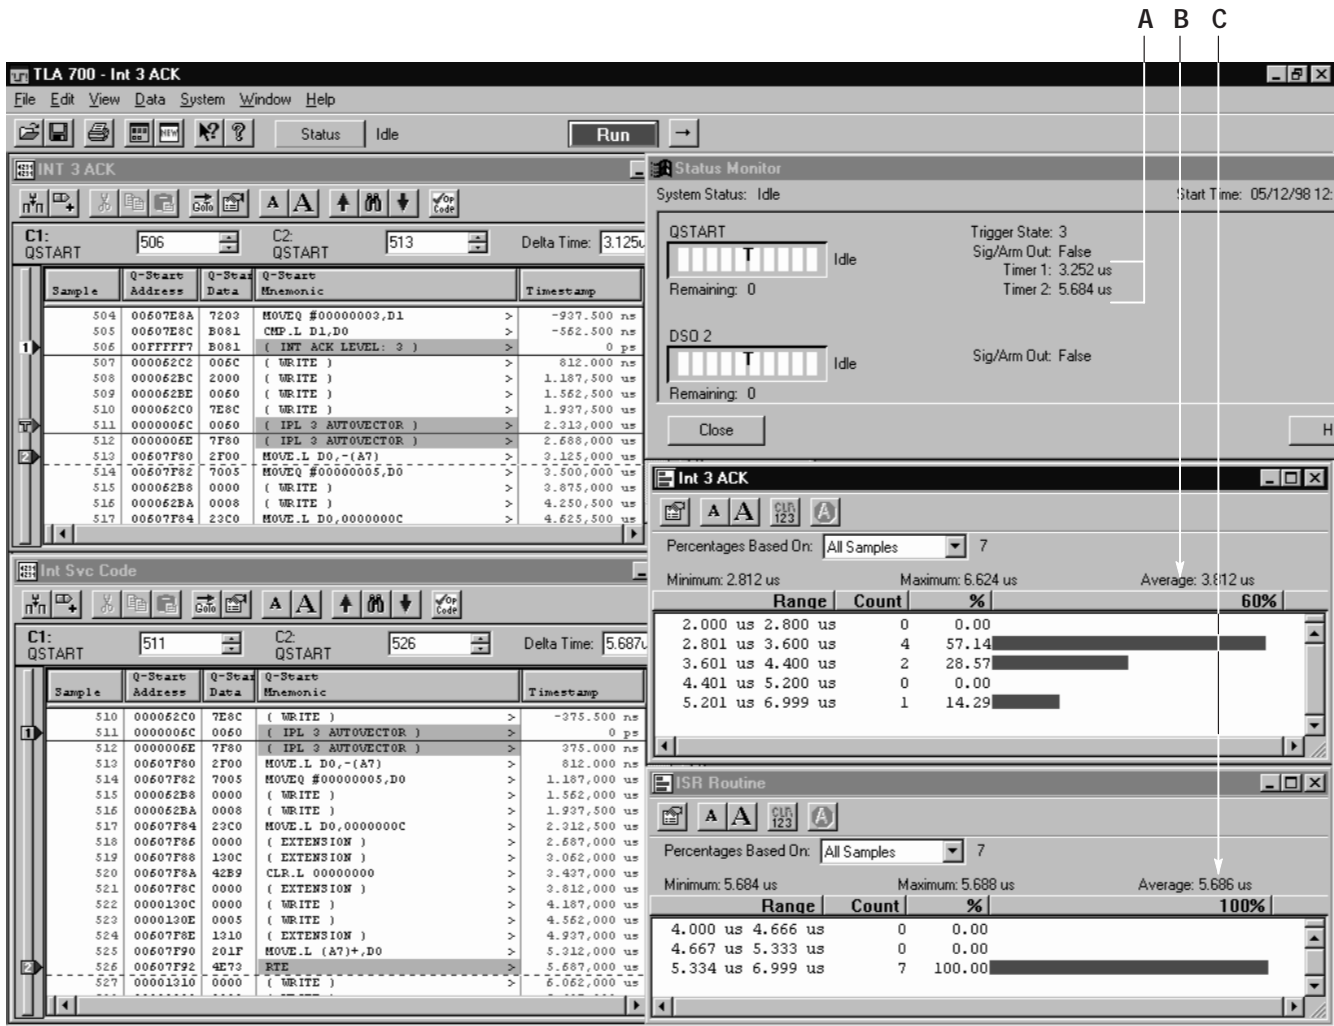 A B C
TLA 700 - Int 3 ACK
File Edit View Data System Window Help
Status Idle Run
INT 3 ACK
A A Goto Op Code
C1: QSTART 506 C2: QSTART 513 Delta Time: 3.125u
Sample Q-Start Address Q-Star Data Q-Start Mnemonic Timestamp
504 00607E8A 7203 MOVEQ #00000003,D1 > -937.500 ns
505 00607E8C B081 CMP.L D1,D0 > -562.500 ns
1 506 00FFFFF7 B081 ( INT ACK LEVEL: 3 ) > 0 ps
507 000062C2 006C ( WRITE ) > 812.000 ns
508 000062BC 2000 ( WRITE ) > 1.187,500 us
509 000062BE 0060 ( WRITE ) > 1.562,500 us
510 000062C0 7E8C ( WRITE ) > 1.937,500 us
T 511 0000006C 0060 ( IPL 3 AUTOVECTOR ) > 2.313,000 us
512 0000006E 7F80 ( IPL 3 AUTOVECTOR ) > 2.688,000 us
2 513 00607F80 2F00 MOVE.L D0,-(A7) > 3.125,000 us
514 00607F82 7005 MOVEQ #00000005,D0 > 3.500,000 us
515 000062B8 0000 ( WRITE ) > 3.875,000 us
516 000062BA 0008 ( WRITE ) > 4.250,500 us
517 00607F84 23C0 MOVE.L D0,0000000C > 4.625,500 us
Int Svc Code
A A Goto Op Code
C1: QSTART 511 C2: QSTART 526 Delta Time: 5.687u
Sample Q-Start Address Q-Star Data Q-Start Mnemonic Timestamp
510 000062C0 7E8C ( WRITE ) > -375.500 ns
1 511 0000006C 0060 ( IPL 3 AUTOVECTOR ) > 0 ps
512 0000006E 7F80 ( IPL 3 AUTOVECTOR ) > 375.000 ns
513 00607F80 2F00 MOVE.L D0,-(A7) > 812.000 ns
514 00607F82 7005 MOVEQ #00000005,D0 > 1.187,000 us
515 000062B8 0000 ( WRITE ) > 1.562,000 us
516 000062BA 0008 ( WRITE ) > 1.937,500 us
517 00607F84 23C0 MOVE.L D0,0000000C > 2.312,500 us
518 00607F86 0000 ( EXTENSION ) > 2.687,000 us
519 00607F88 130C ( EXTENSION ) > 3.062,000 us
520 00607F8A 42B9 CLR.L 00000000 > 3.437,000 us
521 00607F8C 0000 ( EXTENSION ) > 3.812,000 us
522 0000130C 0000 ( WRITE ) > 4.187,000 us
523 0000130E 0005 ( WRITE ) > 4.562,000 us
524 00607F8E 1310 ( EXTENSION ) > 4.937,000 us
525 00607F90 201F MOVE.L (A7)+,D0 > 5.312,000 us
2 526 00607F92 4E73 RTE > 5.687,000 us
527 00001310 0000 ( WRITE ) > 6.062,000 us
Status Monitor
System Status: Idle Start Time: 05/12/98 12:
QSTART Trigger State: 3
T Idle Sig/Arm Out: False
Timer 1: 3.252 us
Remaining: 0 Timer 2: 5.684 us
DSO 2
T Idle Sig/Arm Out: False
Remaining: 0
Close H
Int 3 ACK
A A CLR 123 A
Percentages Based On: All Samples 7
Minimum: 2.812 us Maximum: 6.624 us Average: 3.812 us
Range Count % 60%
2.000 us 2.800 us 0 0.00
2.801 us 3.600 us 4 57.14
3.601 us 4.400 us 2 28.57
4.401 us 5.200 us 0 0.00
5.201 us 6.999 us 1 14.29
ISR Routine
A A CLR 123 A
Percentages Based On: All Samples 7
Minimum: 5.684 us Maximum: 5.688 us Average: 5.686 us
Range Count % 100%
4.000 us 4.666 us 0 0.00
4.667 us 5.333 us 0 0.00
5.334 us 6.999 us 7 100.00